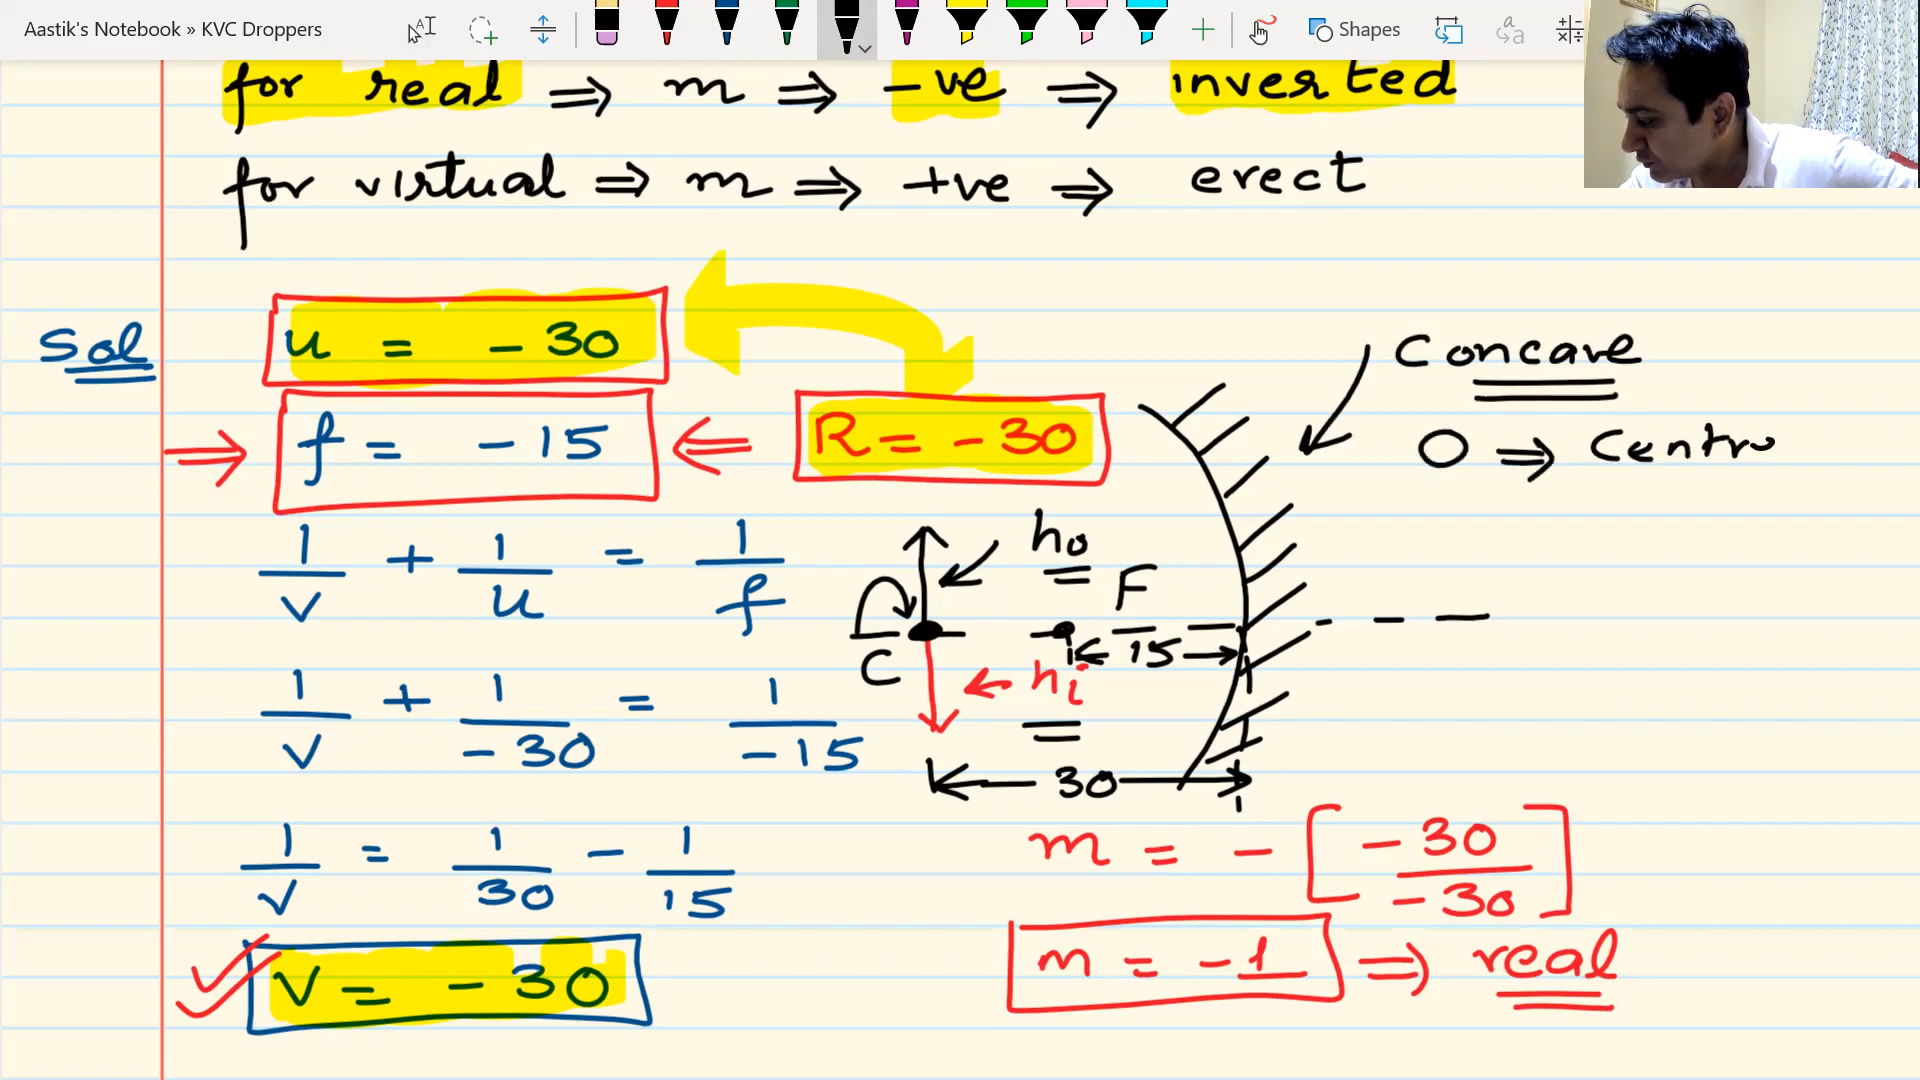 Aastik's Notebook » KVC Droppers
Shapes
for real ⇒ m ⇒ -ve ⇒ inverted
for virtual ⇒ m ⇒ +ve ⇒ erect
Sol
u = -30
Concave
⇒ f = -15 ⇐ R = -30
O ⇒ Centr
1/v + 1/u = 1/f
h₀
F
C
15
hᵢ
30
1/v + 1/-30 = 1/-15
1/v = 1/30 - 1/15
m = - [-30/-30]
v = -30
m = -1 ⇒ real